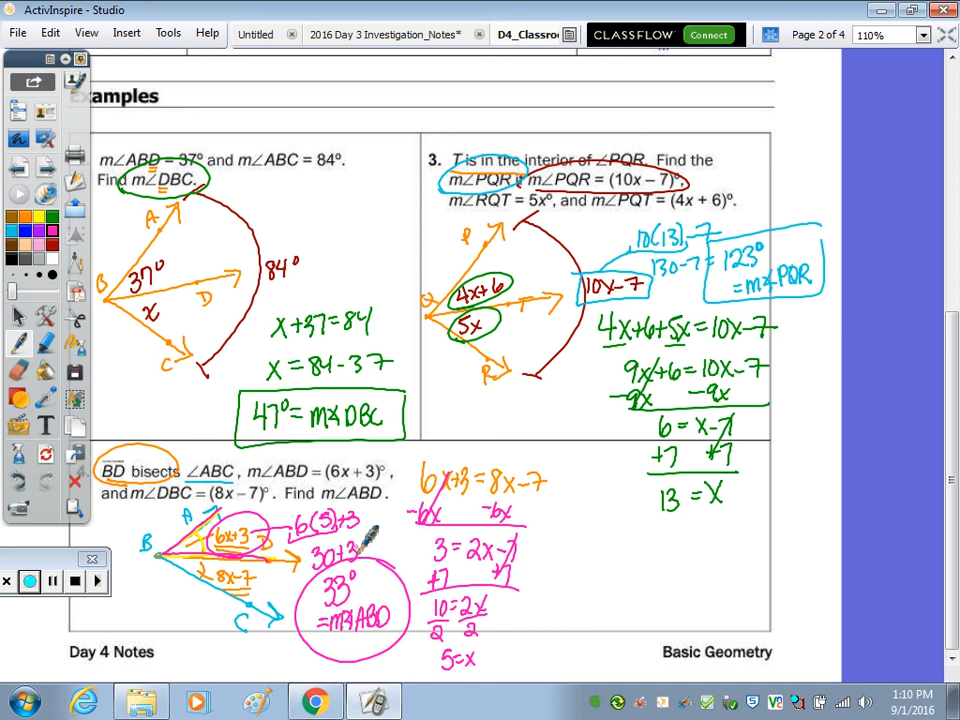 ActivInspire - Studio
File Edit View Insert Tools Help
Untitled
2016 Day 3 Investigation_Notes*
D4_Classro
CLASSFLOW Connect
Page 2 of 4
110%
Examples
m∠ABD = 37º and m∠ABC = 84º.
Find m∠DBC.
A
B
37°
x
D
C
84°
x+37=84
x = 84-37
47° = m∠DBC
3. T is in the interior of ∠PQR. Find the
m∠PQR if m∠PQR = (10x – 7)º,
m∠RQT = 5xº, and m∠PQT = (4x + 6)º.
P
Q
4x+6
5x
T
R
10x-7
10(13)-7
130-7 = 123°
= m∠PQR
4x+6+5x=10x-7
9x+6=10x-7
-9x -9x
6 = x-7
+7 +7
13 = x
BD bisects ∠ABC, m∠ABD = (6x + 3)º,
and m∠DBC = (8x – 7)º. Find m∠ABD.
A
B
6x+3
D
8x-7
C
6(5)+3
30+3
33°
=m∠ABD
6x+3=8x-7
-6x -6x
3=2x-7
+7 +7
10=2x
2 2
5=x
Day 4 Notes
Basic Geometry
1:10 PM
9/1/2016